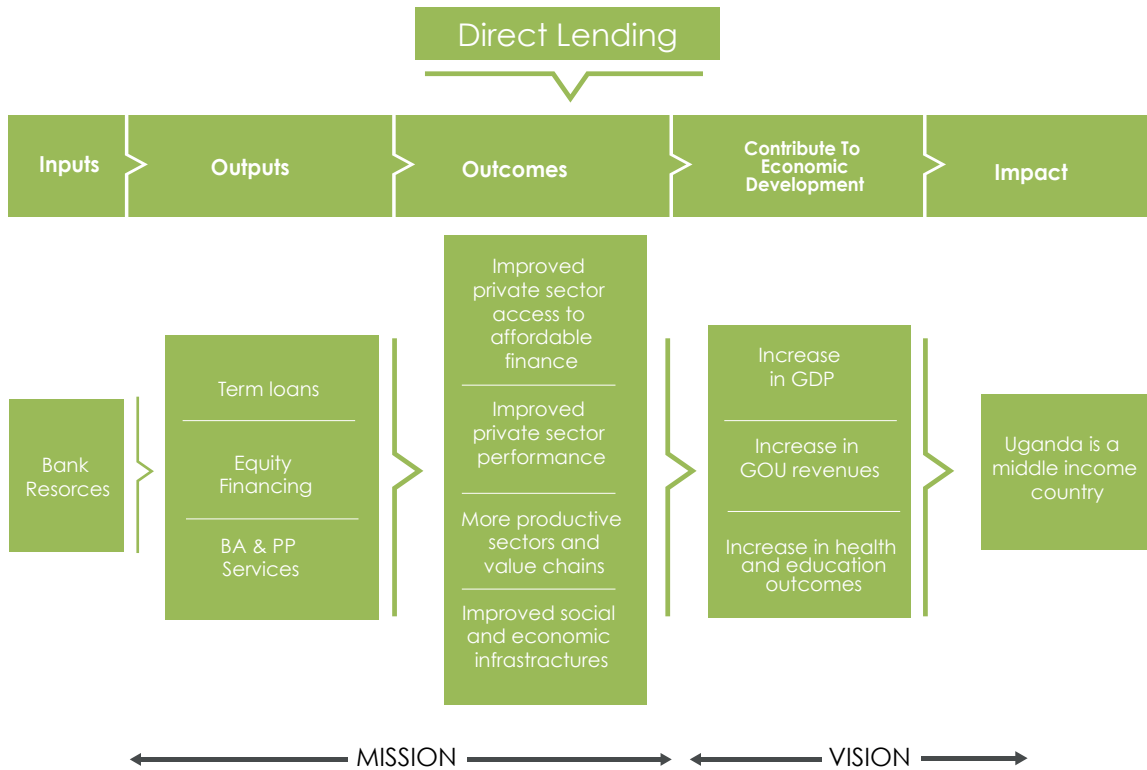 Direct Lending
Inputs
Outputs
Outcomes
Contribute To
Economic
Development
Impact
Bank
Resorces
Term loans
Equity
Financing
BA & PP
Services
Improved
private sector
access to
affordable
finance
Improved
private sector
performance
More productive
sectors and
value chains
Improved social
and economic
infrastractures
Increase
in GDP
Increase in
GOU revenues
Increase in health
and education
outcomes
Uganda is a
middle income
country
MISSION
VISION